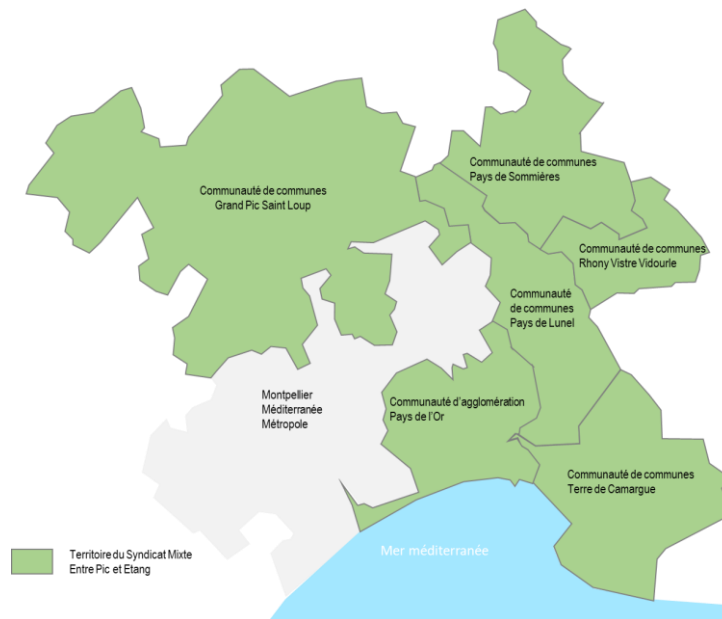 Communauté de communes
Pays de Sommières
Communauté de communes
Grand Pic Saint Loup
Communauté de communes
Rhony Vistre Vidourle
Communauté
de communes
Pays de Lunel
Montpellier
Méditerranée
Métropole
Communauté d'agglomération
Pays de l'Or
Communauté de communes
Terre de Camargue
Territoire du Syndicat Mixte
Entre Pic et Etang
Mer méditerranée